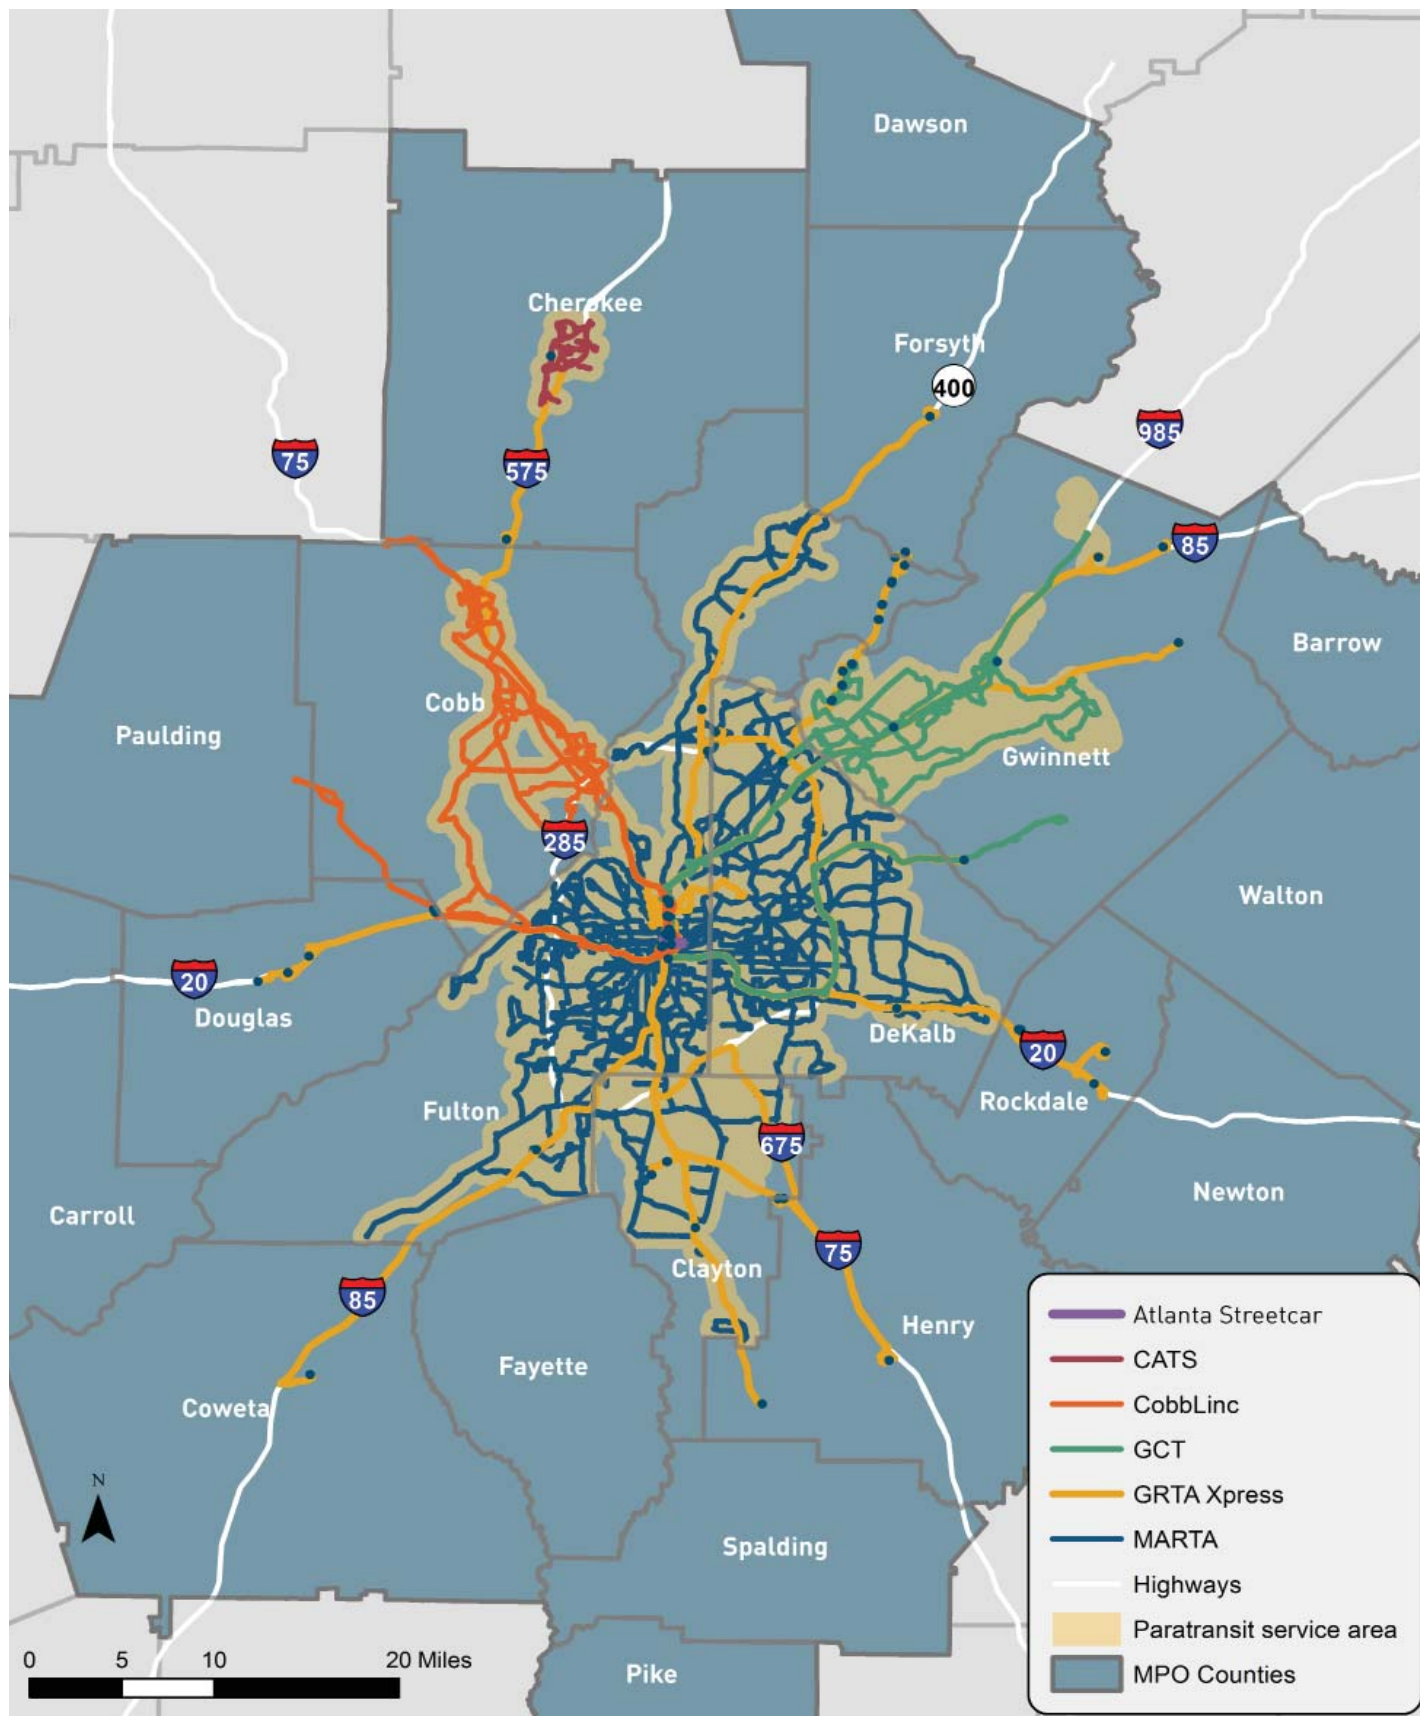 Dawson
Cherokee
Forsyth
400
985
75
575
85
Barrow
Cobb
Paulding
Gwinnett
285
Walton
20
Douglas
DeKalb
20
Rockdale
Fulton
675
Newton
Carroll
75
Clayton
85
Henry
Fayette
Coweta
N
Spalding
Pike
0 5 10 20 Miles
Atlanta Streetcar
CATS
CobbLinc
GCT
GRTA Xpress
MARTA
Highways
Paratransit service area
MPO Counties